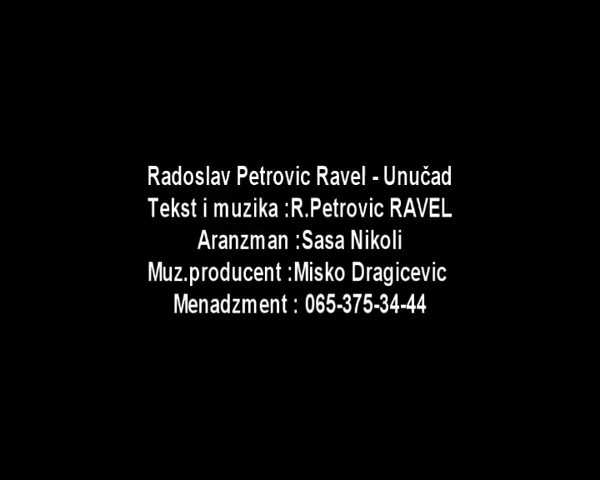 Radoslav Petrovic Ravel - Unučad
Tekst i muzika :R.Petrovic RAVEL
Aranzman :Sasa Nikoli
Muz.producent :Misko Dragicevic
Menadzment : 065-375-34-44